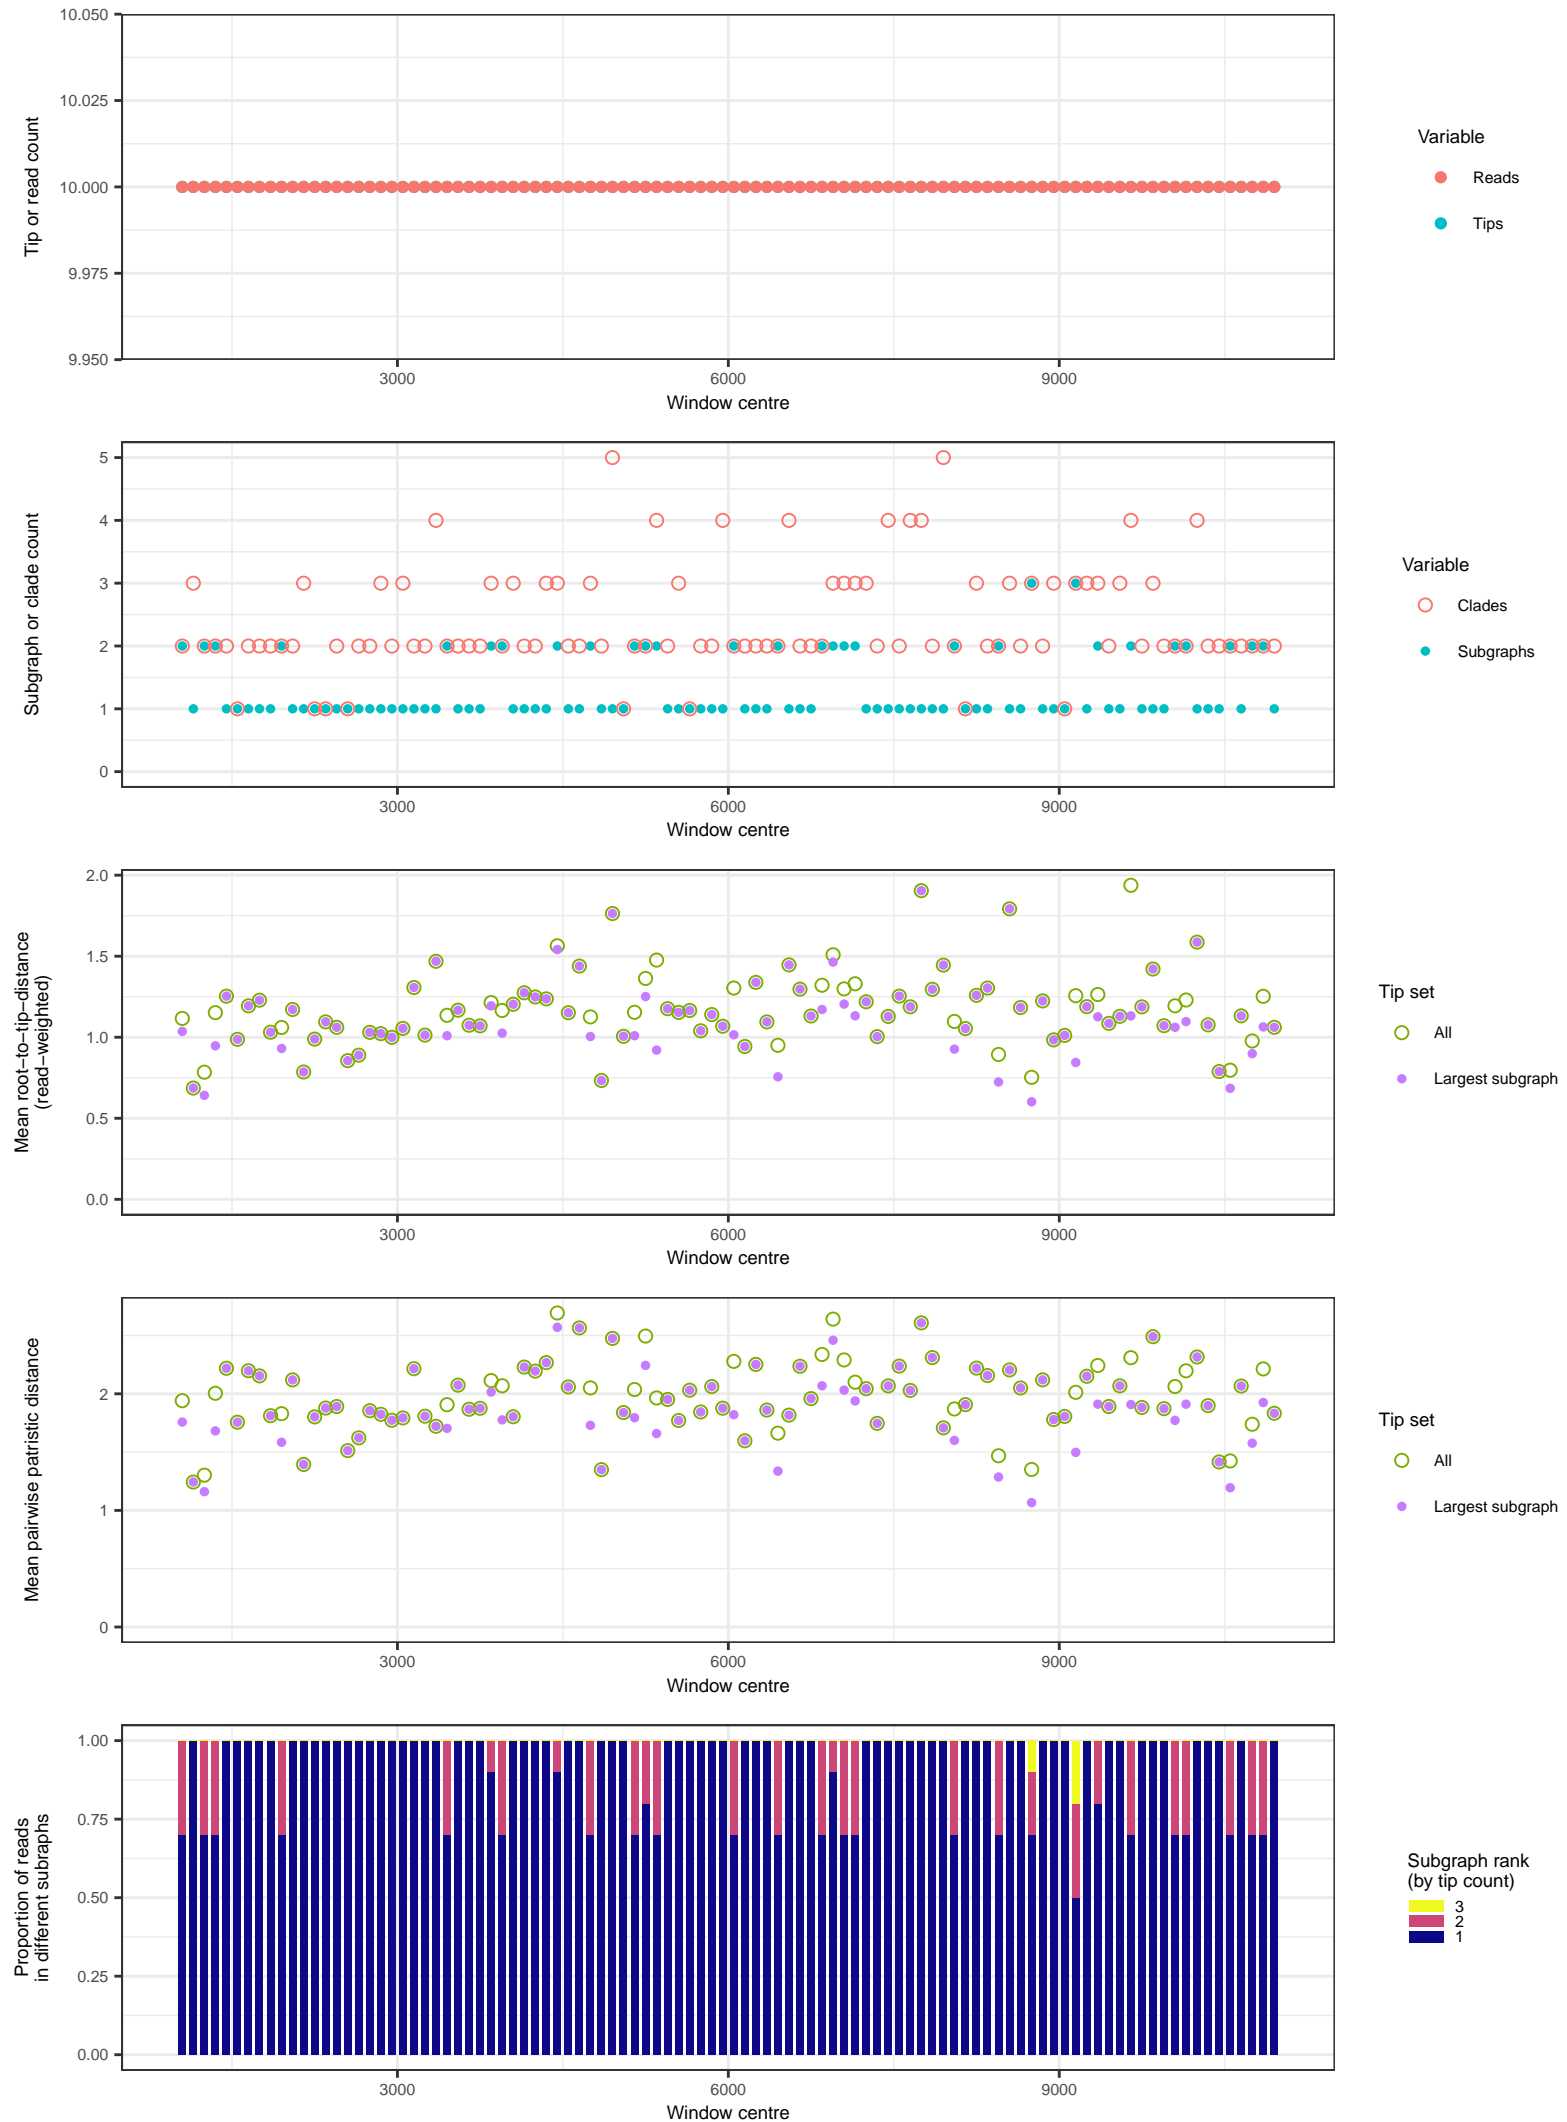 10.050
10.025
10.000
9.975
9.950
Tip or read count
3000
6000
9000
Window centre
Variable
Reads
Tips
5
4
3
2
1
0
Subgraph or clade count
3000
6000
9000
Window centre
Variable
Clades
Subgraphs
2.0
1.5
1.0
0.5
0.0
Mean root−to−tip−distance
(read−weighted)
3000
6000
9000
Window centre
Tip set
All
Largest subgraph
2
1
0
Mean pairwise patristic distance
3000
6000
9000
Window centre
Tip set
All
Largest subgraph
1.00
0.75
0.50
0.25
0.00
Proportion of reads
in different subraphs
3000
6000
9000
Window centre
Subgraph rank
(by tip count)
3
2
1